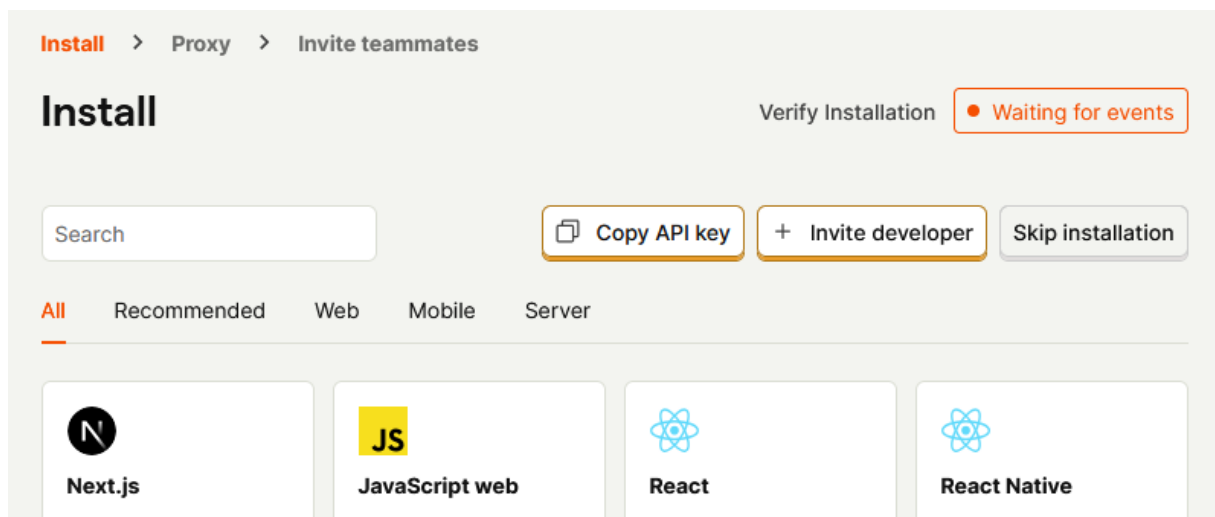 Install > Proxy > Invite teammates
Install
Verify Installation
Waiting for events
Search
Copy API key
+ Invite developer
Skip installation
All Recommended Web Mobile Server
N
JS
Next.js JavaScript web React React Native